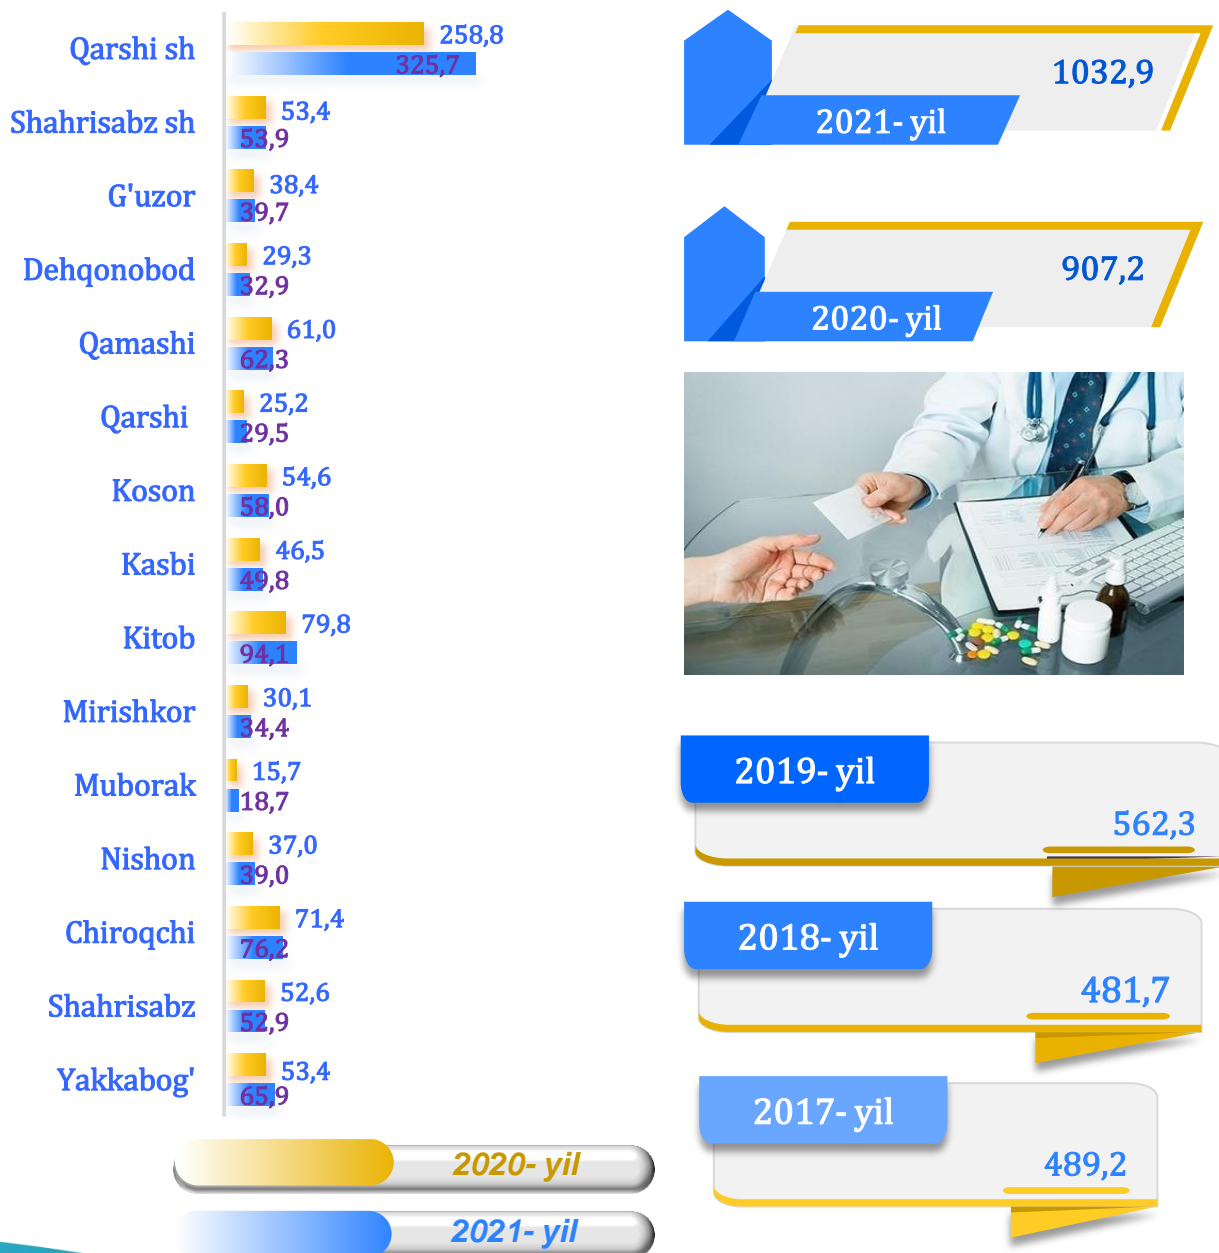 Qarshi sh
258,8
325,7
Shahrisabz sh
53,4
53,9
G'uzor
38,4
39,7
Dehqonobod
29,3
32,9
Qamashi
61,0
62,3
Qarshi
25,2
29,5
Koson
54,6
58,0
Kasbi
46,5
49,8
Kitob
79,8
94,1
Mirishkor
30,1
34,4
Muborak
15,7
18,7
Nishon
37,0
39,0
Chiroqchi
71,4
76,2
Shahrisabz
52,6
52,9
Yakkabog'
53,4
65,9
2020- yil
2021- yil
1032,9
2021- yil
907,2
2020- yil
2019- yil
562,3
2018- yil
481,7
2017- yil
489,2